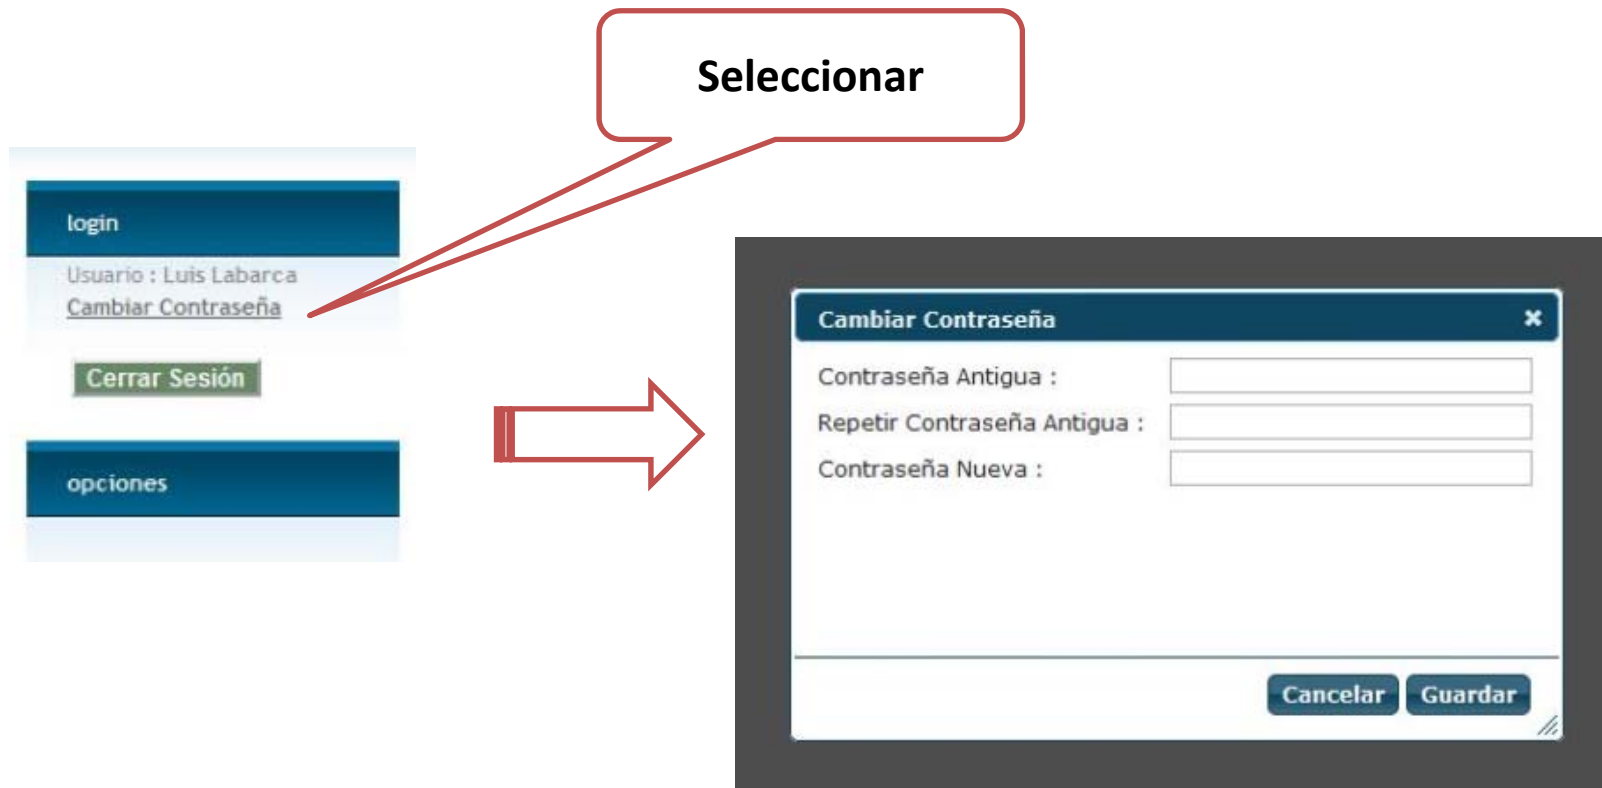 Seleccionar
login
Usuario : Luis Labarca
Cambiar Contraseña
Cerrar Sesión
opciones
Cambiar Contraseña
Contraseña Antigua :
Repetir Contraseña Antigua :
Contraseña Nueva :
Cancelar Guardar